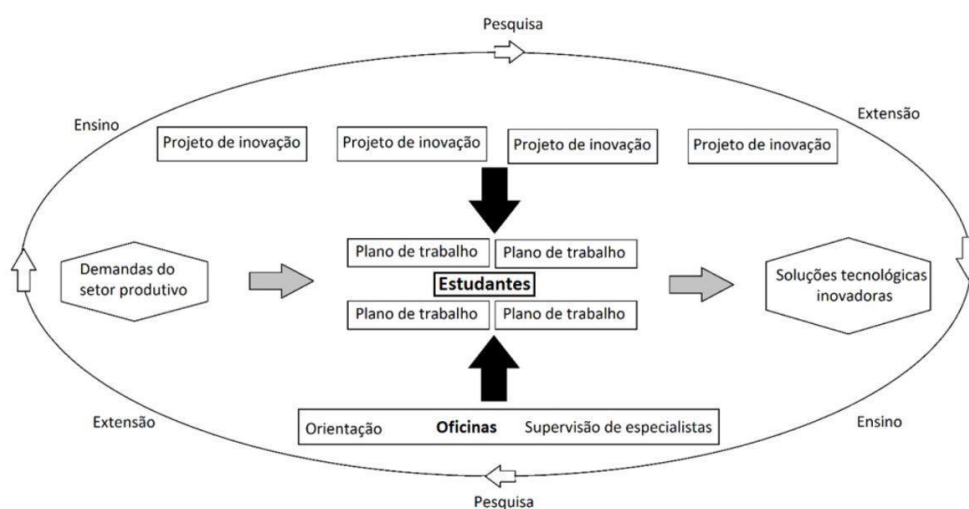 Pesquisa
Ensino
Extensão
Projeto de inovação
Projeto de inovação
Projeto de inovação
Projeto de inovação
Plano de trabalho
Plano de trabalho
Demandas do
setor produtivo
Estudantes
Soluções tecnológicas
inovadoras
Plano de trabalho
Plano de trabalho
Extensão
Orientação
Oficinas
Supervisão de especialistas
Ensino
Pesquisa